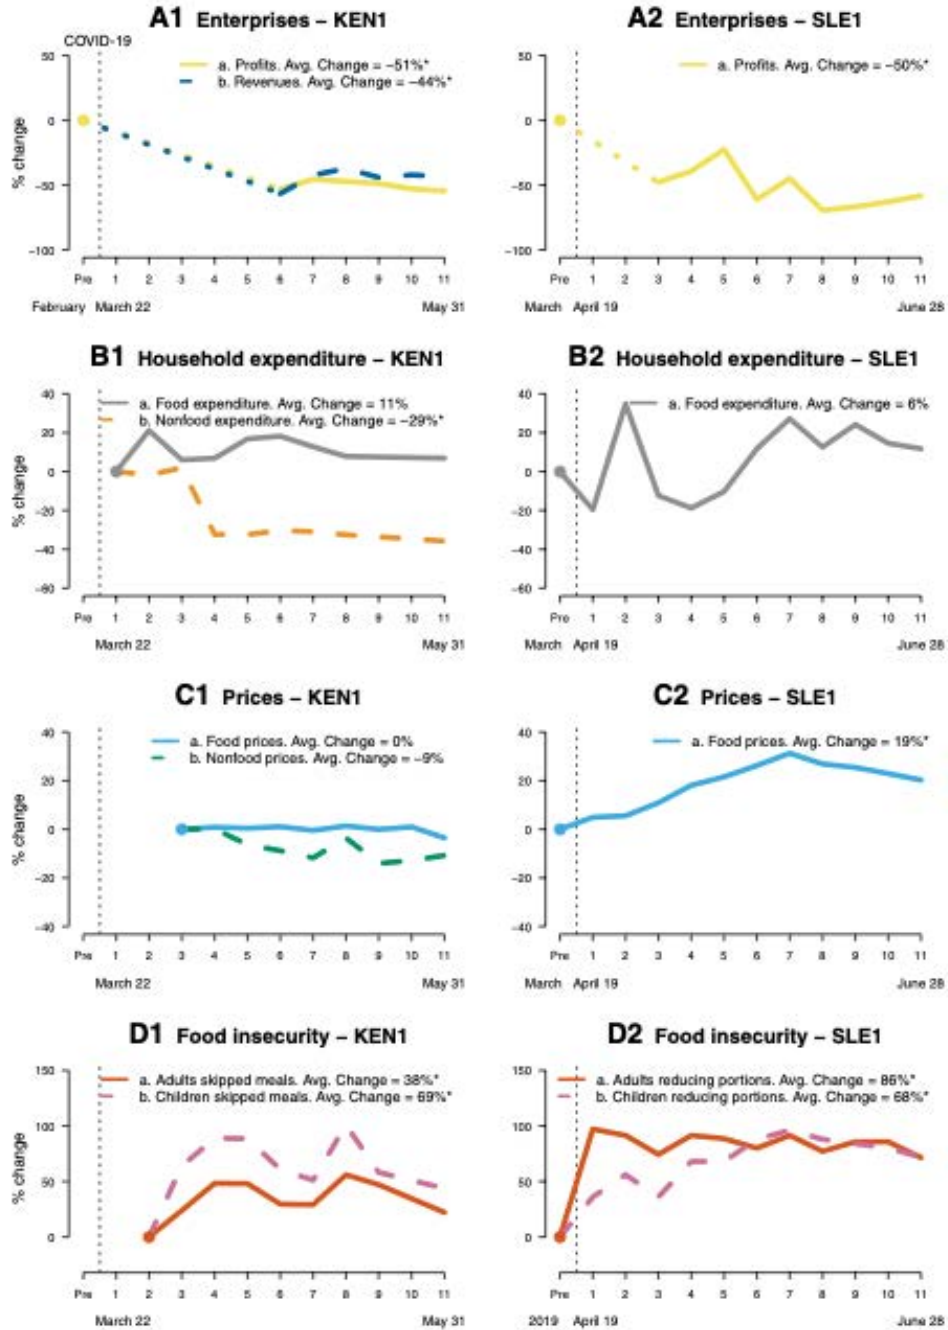 A1 Enterprises – KEN1
COVID-19
a. Profits. Avg. Change = −51%*
b. Revenues. Avg. Change = −44%*
% change
50
0
−50
−100
Pre 1 2 3 4 5 6 7 8 9 10 11
February March 22 May 31
A2 Enterprises – SLE1
a. Profits. Avg. Change = −50%*
50
0
−50
−100
Pre 1 2 3 4 5 6 7 8 9 10 11
March April 19 June 28
B1 Household expenditure – KEN1
a. Food expenditure. Avg. Change = 11%
b. Nonfood expenditure. Avg. Change = −29%*
% change
40
20
0
−20
−40
−60
Pre 1 2 3 4 5 6 7 8 9 10 11
March 22 May 31
B2 Household expenditure – SLE1
a. Food expenditure. Avg. Change = 6%
40
20
0
−20
−40
−60
Pre 1 2 3 4 5 6 7 8 9 10 11
March April 19 June 28
C1 Prices – KEN1
a. Food prices. Avg. Change = 0%
b. Nonfood prices. Avg. Change = −9%
% change
40
20
0
−20
−40
Pre 1 2 3 4 5 6 7 8 9 10 11
March 22 May 31
C2 Prices – SLE1
a. Food prices. Avg. Change = 19%*
40
20
0
−20
−40
Pre 1 2 3 4 5 6 7 8 9 10 11
March April 19 June 28
D1 Food insecurity – KEN1
a. Adults skipped meals. Avg. Change = 38%*
b. Children skipped meals. Avg. Change = 69%*
% change
150
100
50
0
Pre 1 2 3 4 5 6 7 8 9 10 11
March 22 May 31
D2 Food insecurity – SLE1
a. Adults reducing portions. Avg. Change = 86%*
b. Children reducing portions. Avg. Change = 68%*
150
100
50
0
Pre 1 2 3 4 5 6 7 8 9 10 11
2019 April 19 June 28